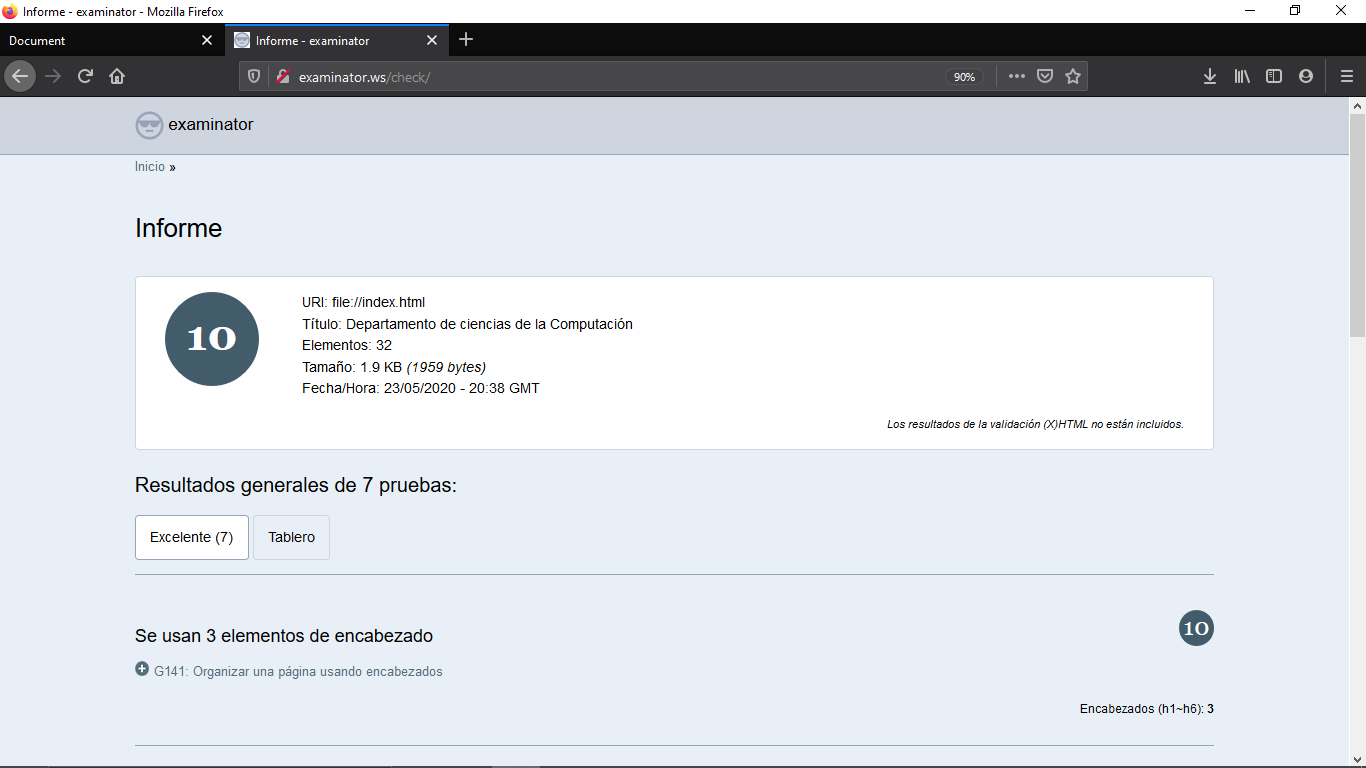 Informe - examinator - Mozilla Firefox
Document
Informe - examinator
examinator.ws/check/
90%
examinator
Inicio »
Informe
10
URI: file://index.html
Título: Departamento de ciencias de la Computación
Elementos: 32
Tamaño: 1.9 KB (1959 bytes)
Fecha/Hora: 23/05/2020 - 20:38 GMT
Los resultados de la validación (X)HTML no están incluidos.
Resultados generales de 7 pruebas:
Excelente (7)
Tablero
Se usan 3 elementos de encabezado
10
G141: Organizar una página usando encabezados
Encabezados (h1~h6): 3